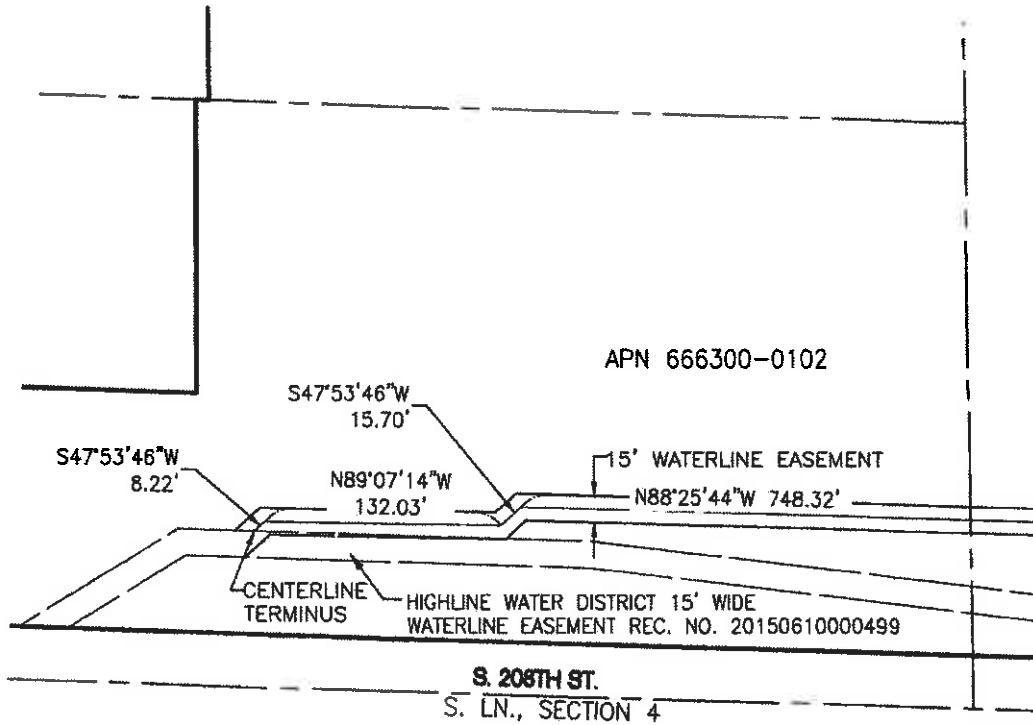 APN 666300-0102
S47°53'46"W
15.70'
S47°53'46"W
8.22'
N89°07'14"W
132.03'
15' WATERLINE EASEMENT
N88°25'44"W 748.32'
CENTERLINE
TERMINUS
HIGHLINE WATER DISTRICT 15' WIDE
WATERLINE EASEMENT REC. NO. 20150610000499
S. 208TH ST.
S. LN., SECTION 4